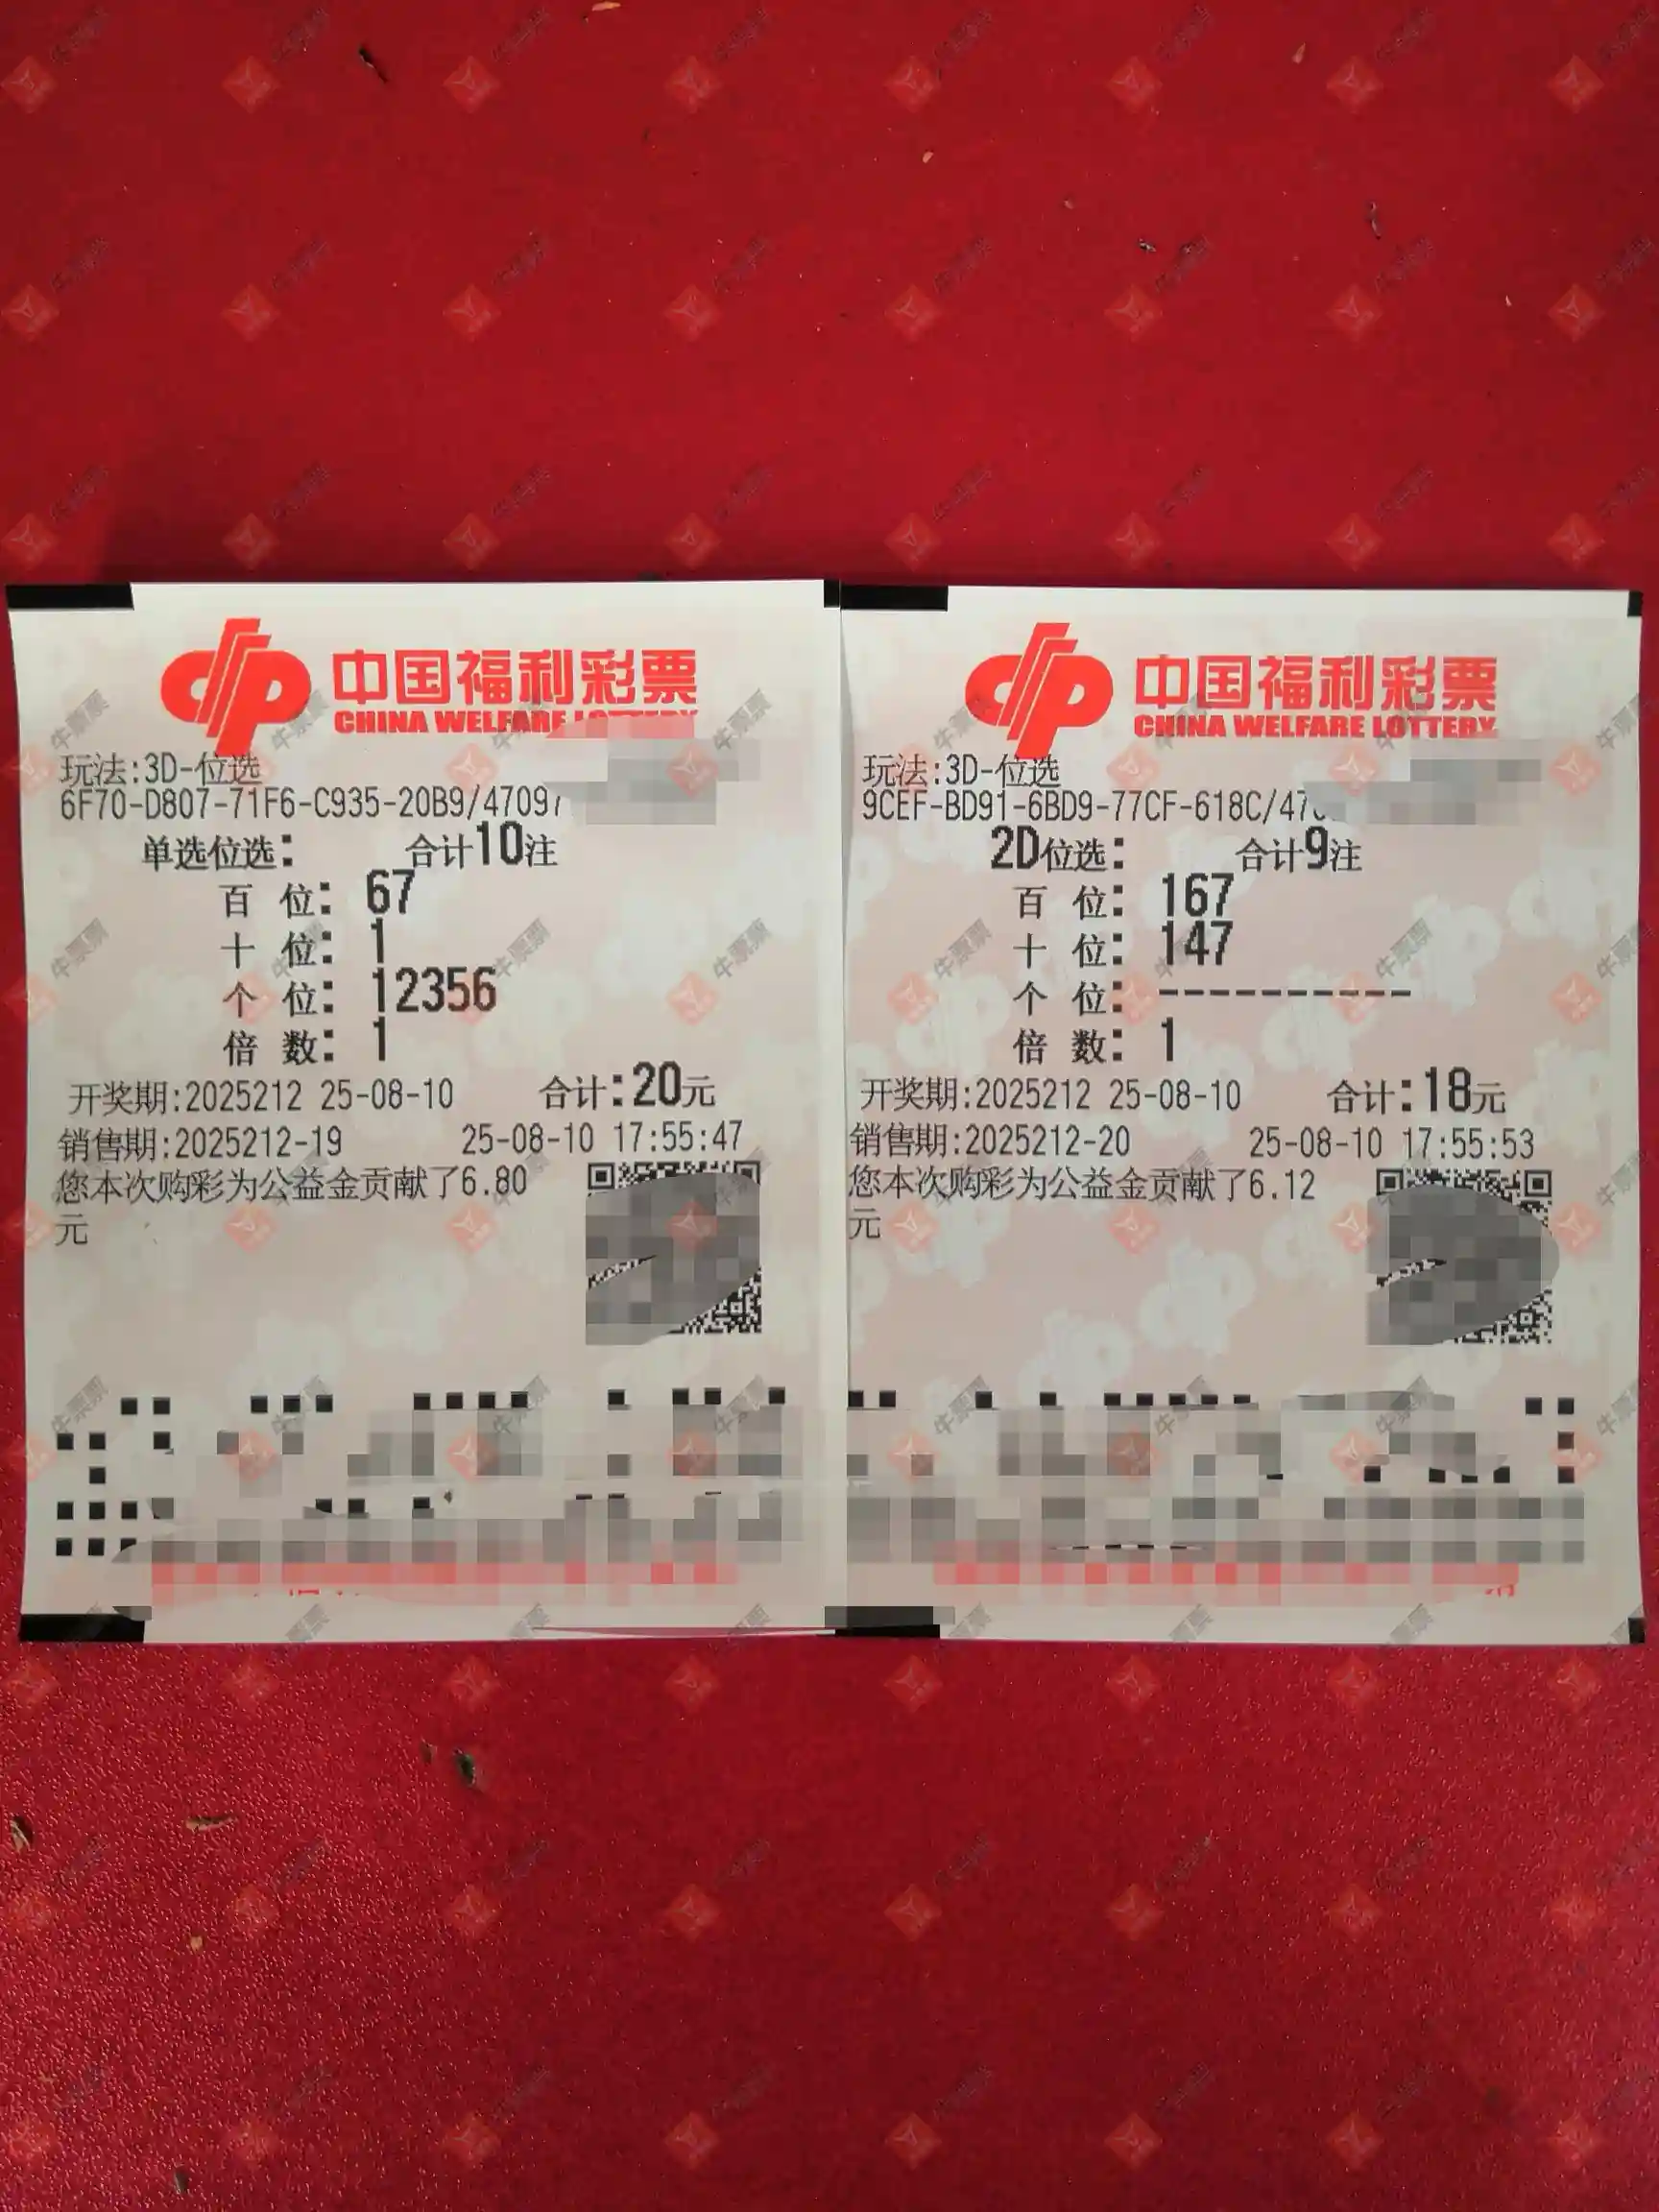 中国福利彩票
CHINA WELFARE LOTTERY
玩法:3D-位选
6F70-D807-71F6-C935-20B9/47097
单选位选: 合计10注
百 位: 67
十 位: 1
个 位: 12356
倍 数: 1
开奖期:2025212 25-08-10 合计:20元
销售期:2025212-19 25-08-10 17:55:47
您本次购彩为公益金贡献了6.80
元
中国福利彩票
CHINA WELFARE LOTTERY
玩法:3D-位选
9CEF-BD91-6BD9-77CF-618C/47
2D位选: 合计9注
百 位: 167
十 位: 147
个 位: ----------
倍 数: 1
开奖期:2025212 25-08-10 合计:18元
销售期:2025212-20 25-08-10 17:55:53
您本次购彩为公益金贡献了6.12
元
牛票票